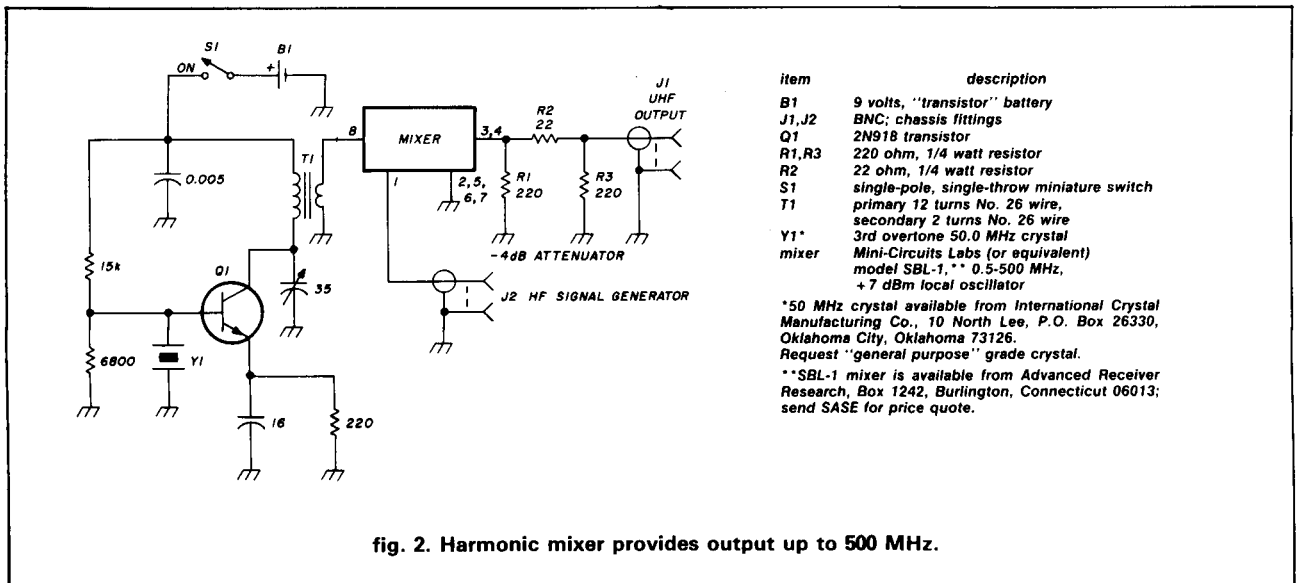 S1
B1
ON
+
J1
UHF
OUTPUT
R2
22
8
MIXER
3,4
T1
1
2,5,
6,7
R1
220
R3
220
0.005
-4dB ATTENUATOR
15k
Q1
35
J2 HF SIGNAL GENERATOR
6800
Y1
16
220
item description
B1 9 volts, "transistor" battery
J1,J2 BNC; chassis fittings
Q1 2N918 transistor
R1,R3 220 ohm, 1/4 watt resistor
R2 22 ohm, 1/4 watt resistor
S1 single-pole, single-throw miniature switch
T1 primary 12 turns No. 26 wire,
secondary 2 turns No. 26 wire
Y1* 3rd overtone 50.0 MHz crystal
mixer Mini-Circuits Labs (or equivalent)
model SBL-1,** 0.5-500 MHz,
+7 dBm local oscillator
*50 MHz crystal available from International Crystal
Manufacturing Co., 10 North Lee, P.O. Box 26330,
Oklahoma City, Oklahoma 73126.
Request "general purpose" grade crystal.
**SBL-1 mixer is available from Advanced Receiver
Research, Box 1242, Burlington, Connecticut 06013;
send SASE for price quote.
fig. 2. Harmonic mixer provides output up to 500 MHz.